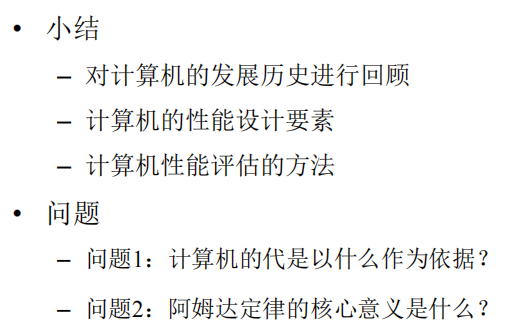 • 小结
– 对计算机的发展历史进行回顾
– 计算机的性能设计要素
– 计算机性能评估的方法
• 问题
– 问题1：计算机的代是以什么作为依据？
– 问题2：阿姆达定律的核心意义是什么？